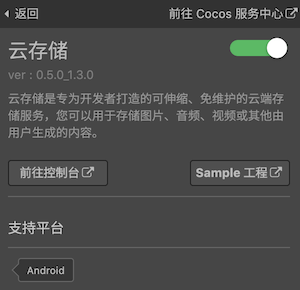 返回 前往 Cocos 服务中心
云存储
ver : 0.5.0_1.3.0
云存储是专为开发者打造的可伸缩、免维护的云端存
储服务，您可以用于存储图片、音频、视频或其他由
用户生成的内容。
前往控制台 Sample 工程
支持平台
Android